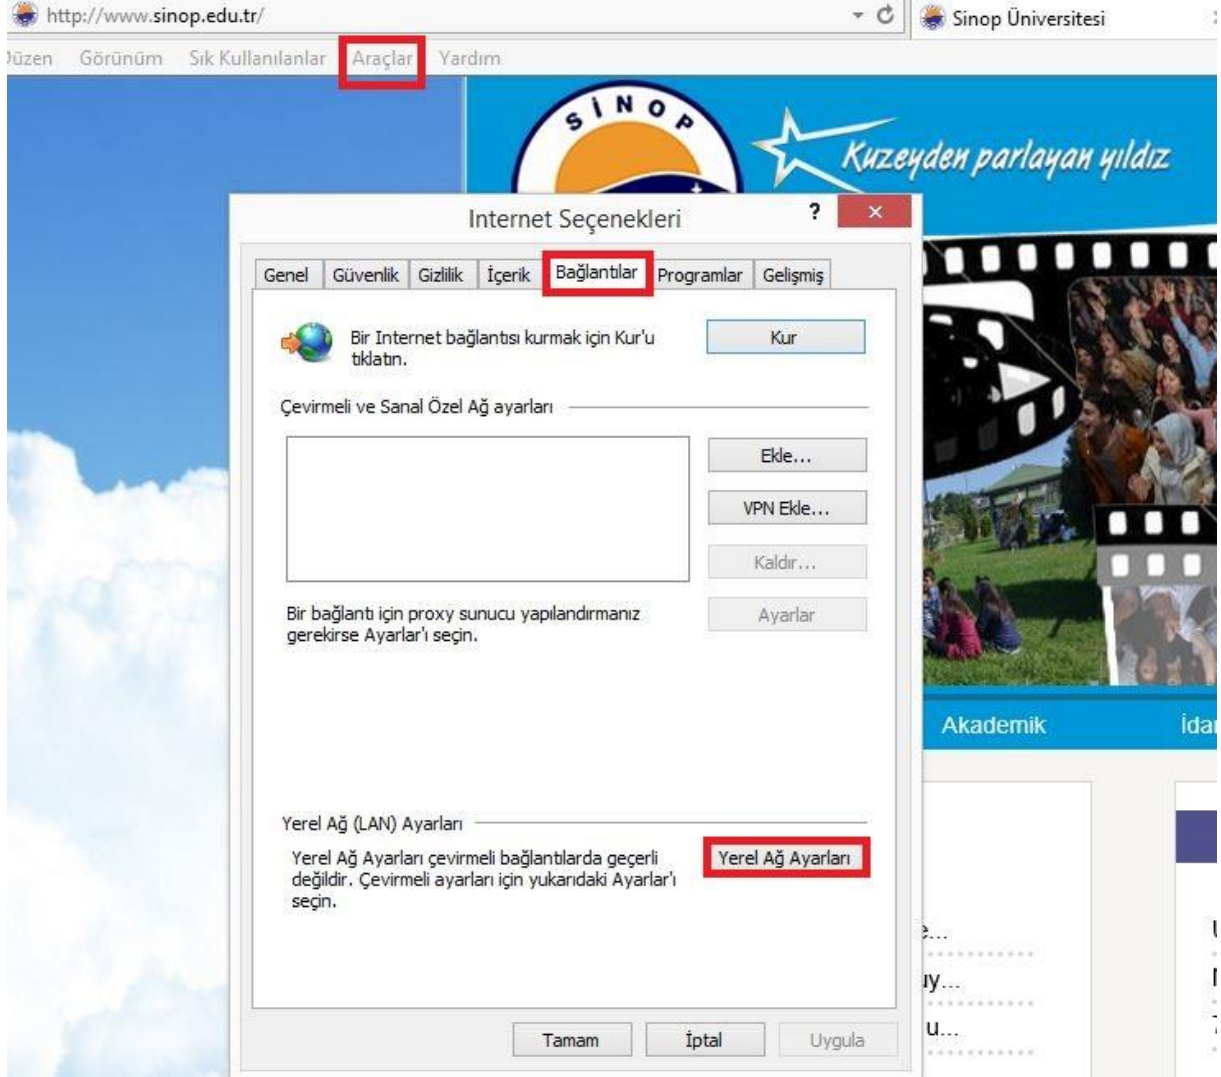 http://www.sinop.edu.tr/
Sinop Üniversitesi
Görünüm Sık Kullanılanlar Araçlar Yardım
SİNOP
Kuzeyden parlayan yıldız
Internet Seçenekleri ?
Genel Güvenlik Gizlilik İçerik Bağlantılar Programlar Gelişmiş
Bir Internet bağlantısı kurmak için Kur'u
tıklatın.
Kur
Çevirmeli ve Sanal Özel Ağ ayarları
Ekle...
VPN Ekle...
Kaldır...
Bir bağlantı için proxy sunucu yapılandırmanız
gerekirse Ayarlar'ı seçin.
Ayarlar
Akademik
Yerel Ağ (LAN) Ayarları
Yerel Ağ Ayarları çevirmeli bağlantılarda geçerli
değildir. Çevirmeli ayarları için yukarıdaki Ayarlar'ı
seçin.
Yerel Ağ Ayarları
Tamam İptal Uygula